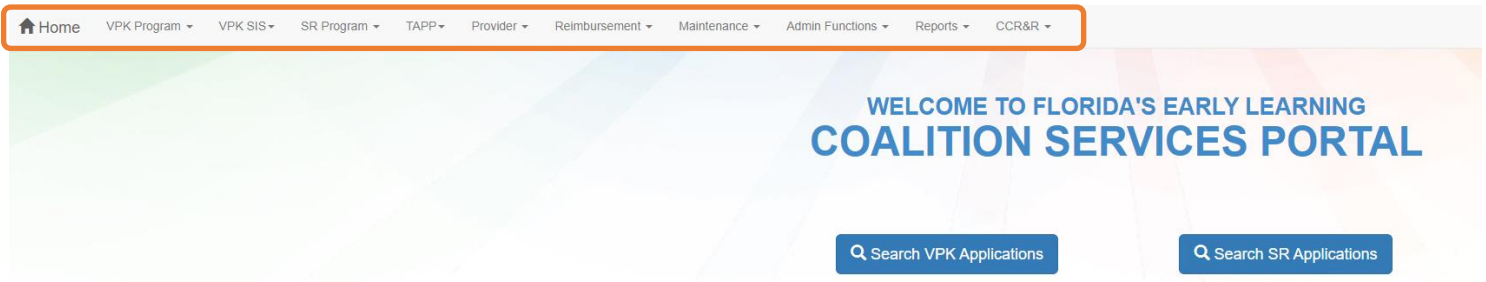 Home VPK Program VPK SIS SR Program TAPP Provider Reimbursement Maintenance Admin Functions Reports CCR&R
WELCOME TO FLORIDA'S EARLY LEARNING
COALITION SERVICES PORTAL
Search VPK Applications Search SR Applications